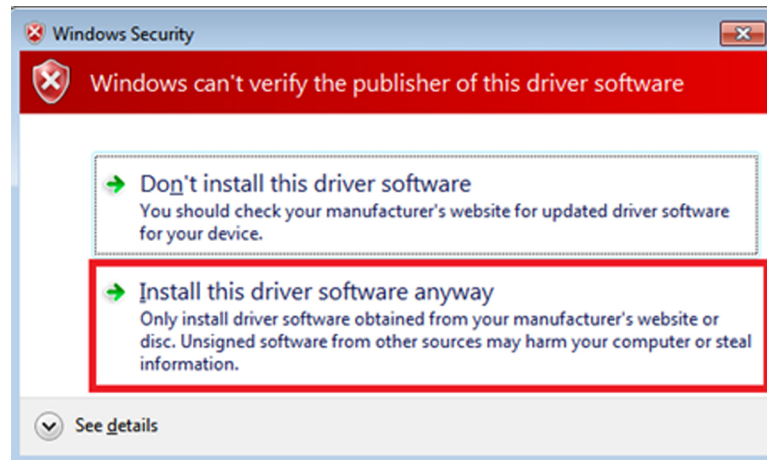 Windows Security
Windows can't verify the publisher of this driver software
Don't install this driver software
You should check your manufacturer's website for updated driver software
for your device.
Install this driver software anyway
Only install driver software obtained from your manufacturer's website or
disc. Unsigned software from other sources may harm your computer or steal
information.
See details